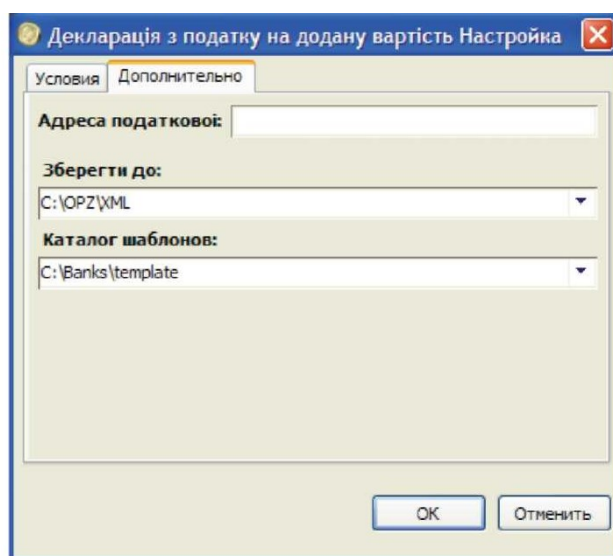 Декларація з податку на додану вартість Настройка
Условия Дополнительно
Адреса податкової:
Зберегти до:
C:\OPZ\XML
Каталог шаблонов:
C:\Banks\template
OK Отменить